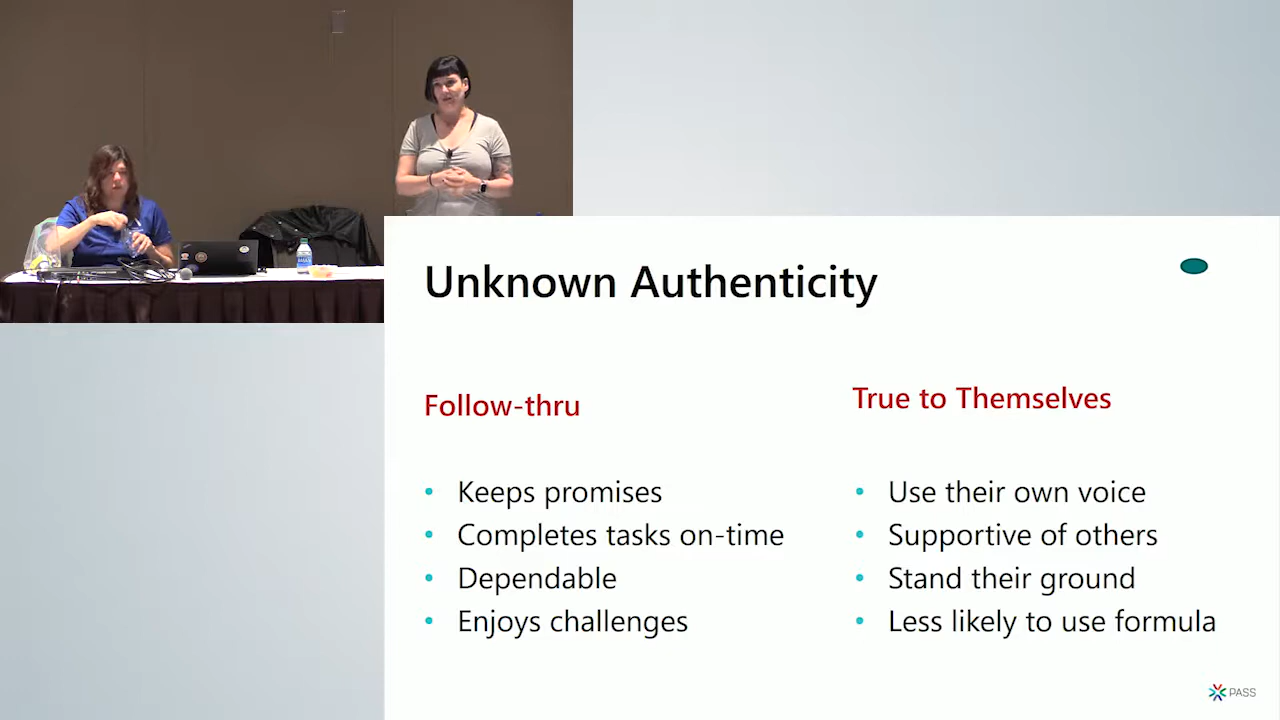 Unknown Authenticity
Follow-thru
• Keeps promises
• Completes tasks on-time
• Dependable
• Enjoys challenges
True to Themselves
• Use their own voice
• Supportive of others
• Stand their ground
• Less likely to use formula
PASS